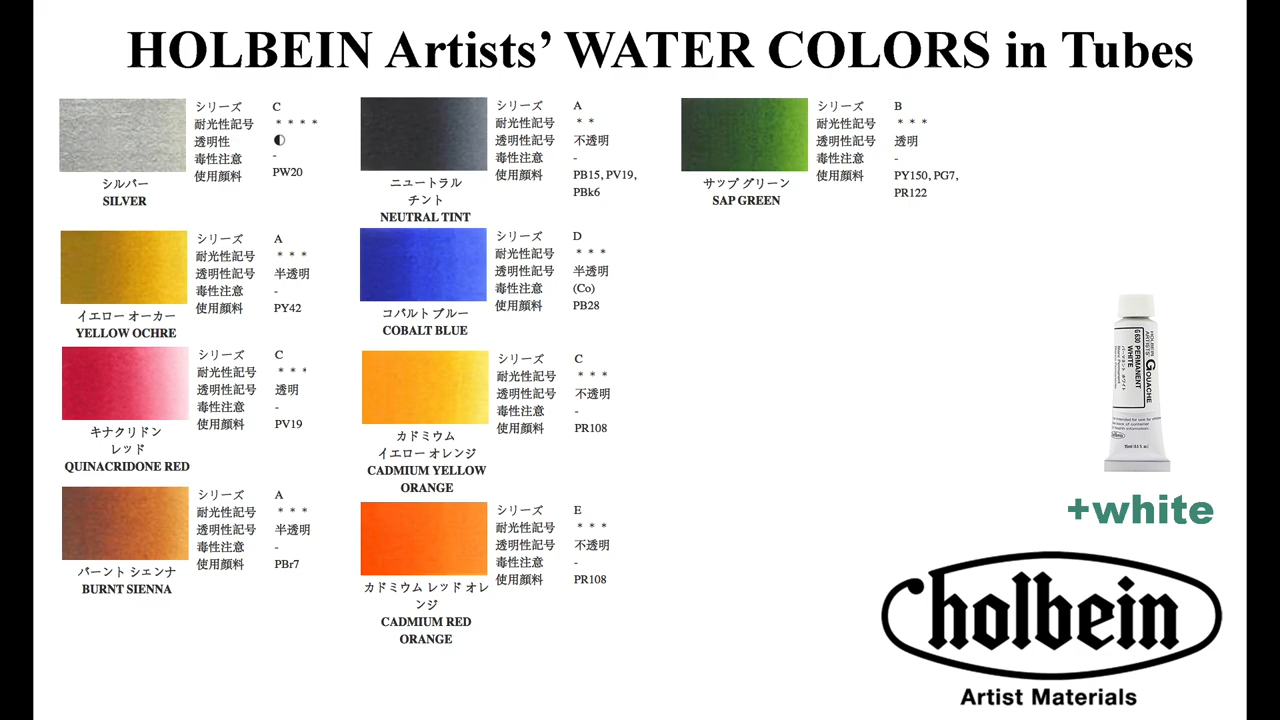 HOLBEIN Artists’ WATER COLORS in Tubes
シリーズ C
耐光性記号 ****
透明性 ◐
毒性注意 -
使用顔料 PW20
シルバー
SILVER
シリーズ A
耐光性記号 **
透明性記号 不透明
毒性注意 -
使用顔料 PB15, PV19,
PBk6
ニュートラル
チント
NEUTRAL TINT
シリーズ B
耐光性記号 ***
透明性記号 透明
毒性注意 -
使用顔料 PY150, PG7,
PR122
サップ グリーン
SAP GREEN
シリーズ A
耐光性記号 ***
透明性記号 半透明
毒性注意 -
使用顔料 PY42
イエロー オーカー
YELLOW OCHRE
シリーズ D
耐光性記号 ***
透明性記号 半透明
毒性注意 (Co)
使用顔料 PB28
コバルト ブルー
COBALT BLUE
シリーズ C
耐光性記号 ***
透明性記号 透明
毒性注意 -
使用顔料 PV19
キナクリドン
レッド
QUINACRIDONE RED
シリーズ C
耐光性記号 ***
透明性記号 不透明
毒性注意 -
使用顔料 PR108
カドミウム
イエロー オレンジ
CADMIUM YELLOW
ORANGE
シリーズ A
耐光性記号 ***
透明性記号 半透明
毒性注意 -
使用顔料 PBr7
バーント シェンナ
BURNT SIENNA
シリーズ E
耐光性記号 ***
透明性記号 不透明
毒性注意 -
使用顔料 PR108
カドミウム レッド オレ
ンジ
CADMIUM RED
ORANGE
HOLBEIN
ARTISTS'
GOUACHE
G630 PERMANENT
WHITE
パーマネント ホワイト
holbein
+white
holbein
Artist Materials